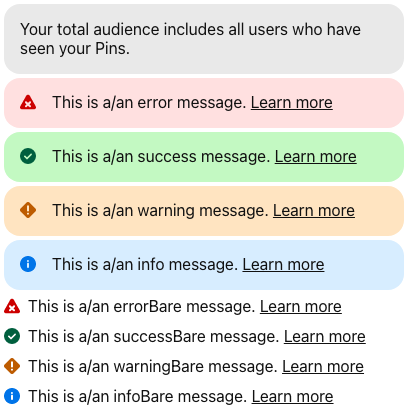 Your total audience includes all users who have
seen your Pins.
This is a/an error message. Learn more
This is a/an success message. Learn more
This is a/an warning message. Learn more
This is a/an info message. Learn more
This is a/an errorBare message. Learn more
This is a/an successBare message. Learn more
This is a/an warningBare message. Learn more
This is a/an infoBare message. Learn more